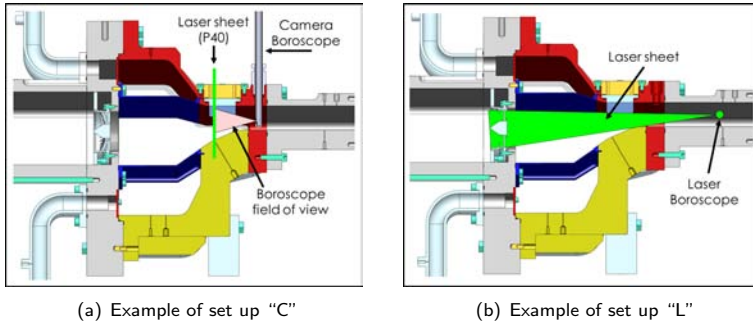 Laser sheet
(P40)
Camera
Boroscope
Boroscope
field of view
(a) Example of set up “C”
Laser sheet
Laser
Boroscope
(b) Example of set up “L”